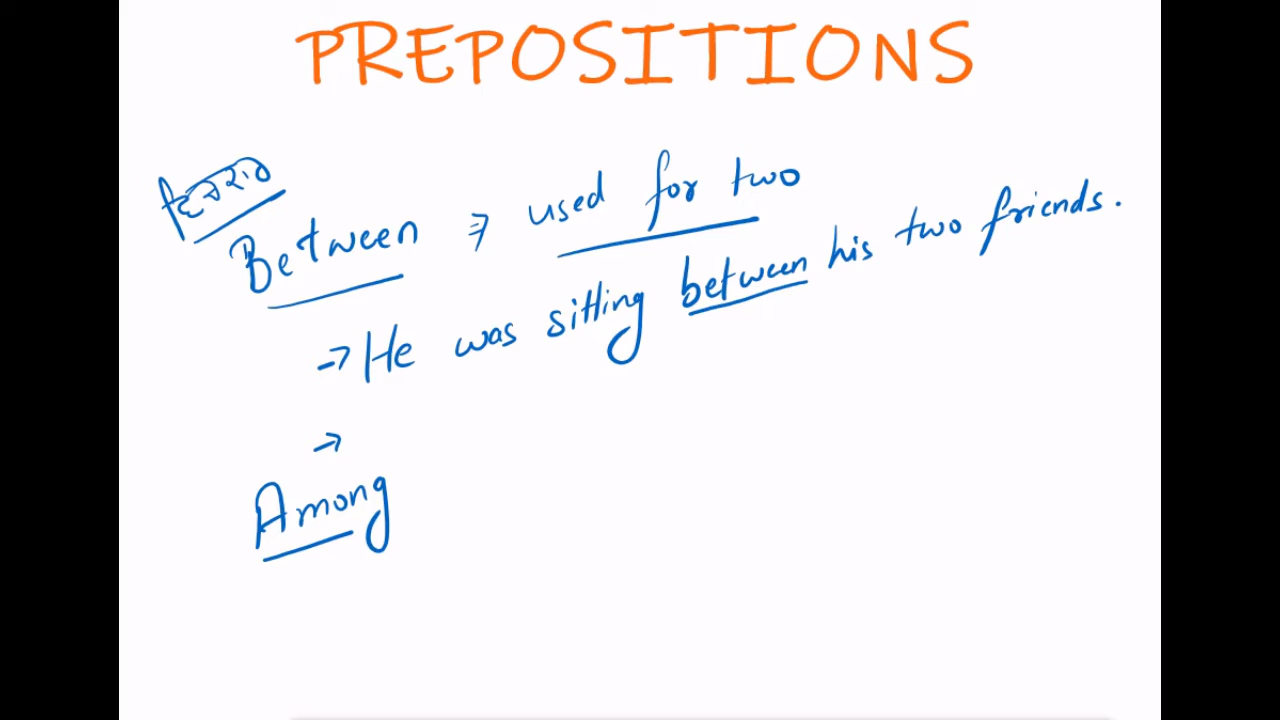 PREPOSITIONS
Between ⇒ used for two
→ He was sitting between his two friends.
→
Among